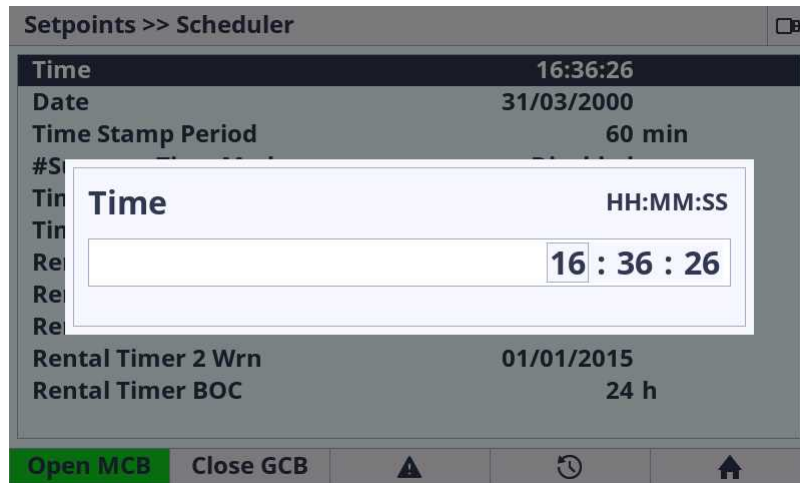 Setpoints >> Scheduler
Time 16:36:26
Date 31/03/2000
Time Stamp Period 60 min
Time HH:MM:SS
16 : 36 : 26
Rental Timer 2 Wrn 01/01/2015
Rental Timer BOC 24 h
Open MCB Close GCB